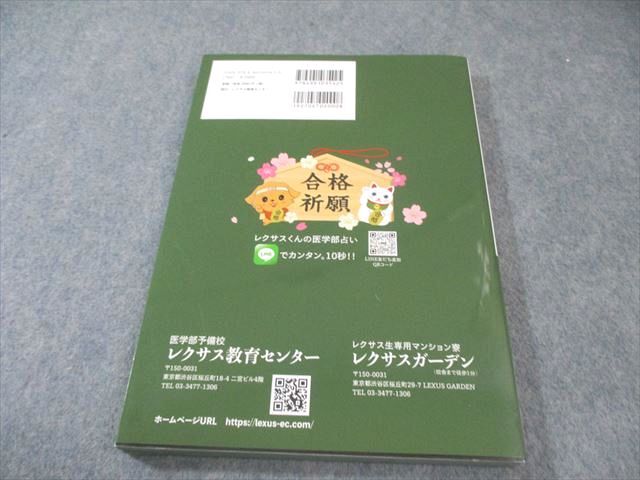 合格
祈願
レクサスくんの医学部占い
LINE
でカンタン。10秒!!
LINE友だち追加
QRコード
医学部予備校
レクサス教育センター
〒150-0031
東京都渋谷区桜丘町18-4 二宮ビル4階
TEL 03-3477-1306
レクサス生専用マンション寮
レクサスガーデン
(校舎まで徒歩1分)
〒150-0031
東京都渋谷区桜丘町29-7 LEXUS GARDEN
TEL 03-3477-1306
ホームページURL https://lexus-ec.com/